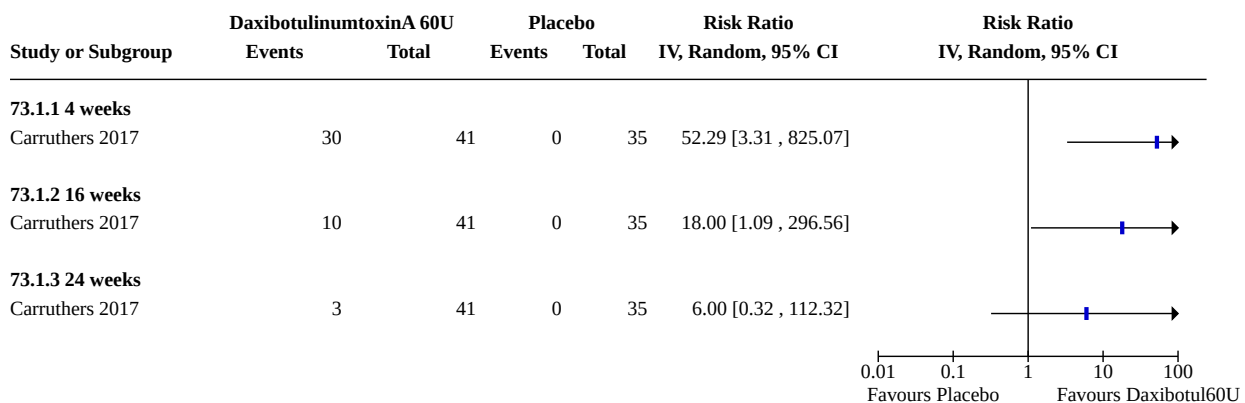 DaxibotulinumtoxinA 60U Placebo Risk Ratio Risk Ratio
Study or Subgroup Events Total Events Total IV, Random, 95% CI IV, Random, 95% CI
73.1.1 4 weeks
Carruthers 2017 30 41 0 35 52.29 [3.31 , 825.07]
73.1.2 16 weeks
Carruthers 2017 10 41 0 35 18.00 [1.09 , 296.56]
73.1.3 24 weeks
Carruthers 2017 3 41 0 35 6.00 [0.32 , 112.32]
0.01 0.1 1 10 100
Favours Placebo Favours Daxibotul60U